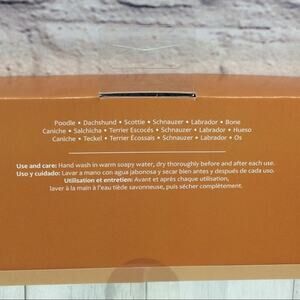 Poodle • Dachshund • Scottie • Schnauzer • Labrador • Bone
Caniche • Salchicha • Terrier Escocés • Schnauzer • Labrador • Hueso
Caniche • Teckel • Terrier Écossais • Schnauzer • Labrador • Os
Use and care: Hand wash in warm soapy water, dry thoroughly before and after each use.
Uso y cuidado: Lavar a mano con agua jabonosa y secar bien antes y después de cada uso.
Utilisation et entretien: Avant et après chaque utilisation,
laver à la main à l'eau tiède savonneuse, puis sécher complètement.